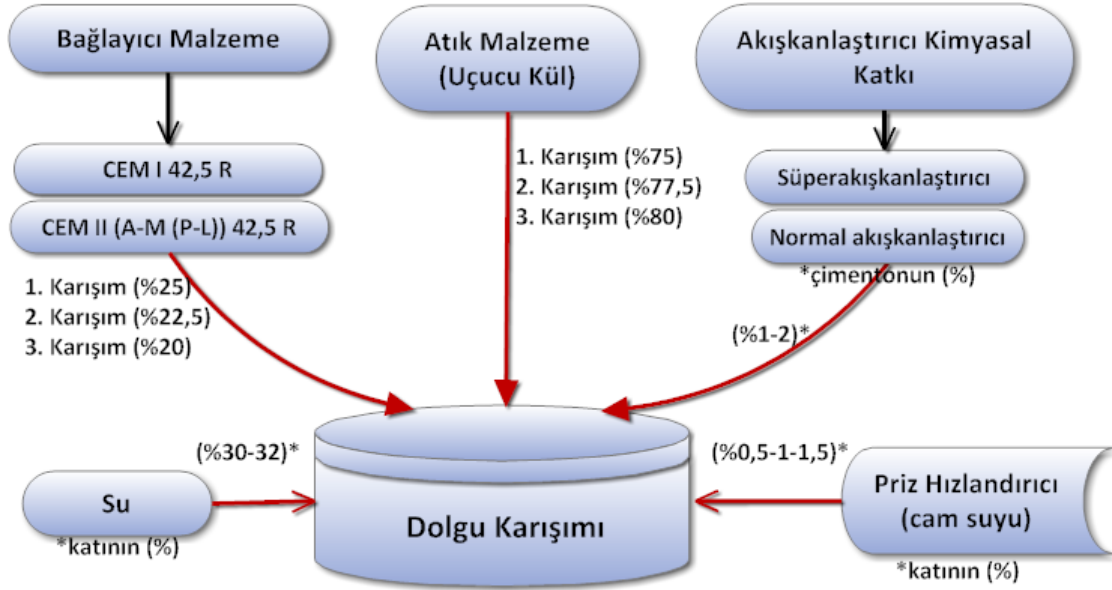 Bağlayıcı Malzeme
CEM I 42,5 R
CEM II (A-M (P-L)) 42,5 R
1. Karışım (%25)
2. Karışım (%22,5)
3. Karışım (%20)
Atık Malzeme
(Uçucu Kül)
1. Karışım (%75)
2. Karışım (%77,5)
3. Karışım (%80)
Akışkanlaştırıcı Kimyasal
Katkı
Süperakışkanlaştırıcı
Normal akışkanlaştırıcı
*çimentonun (%)
(%1-2)*
(%30-32)*
Su
*katının (%)
Dolgu Karışımı
(%0,5-1-1,5)*
Priz Hızlandırıcı
(cam suyu)
*katının (%)